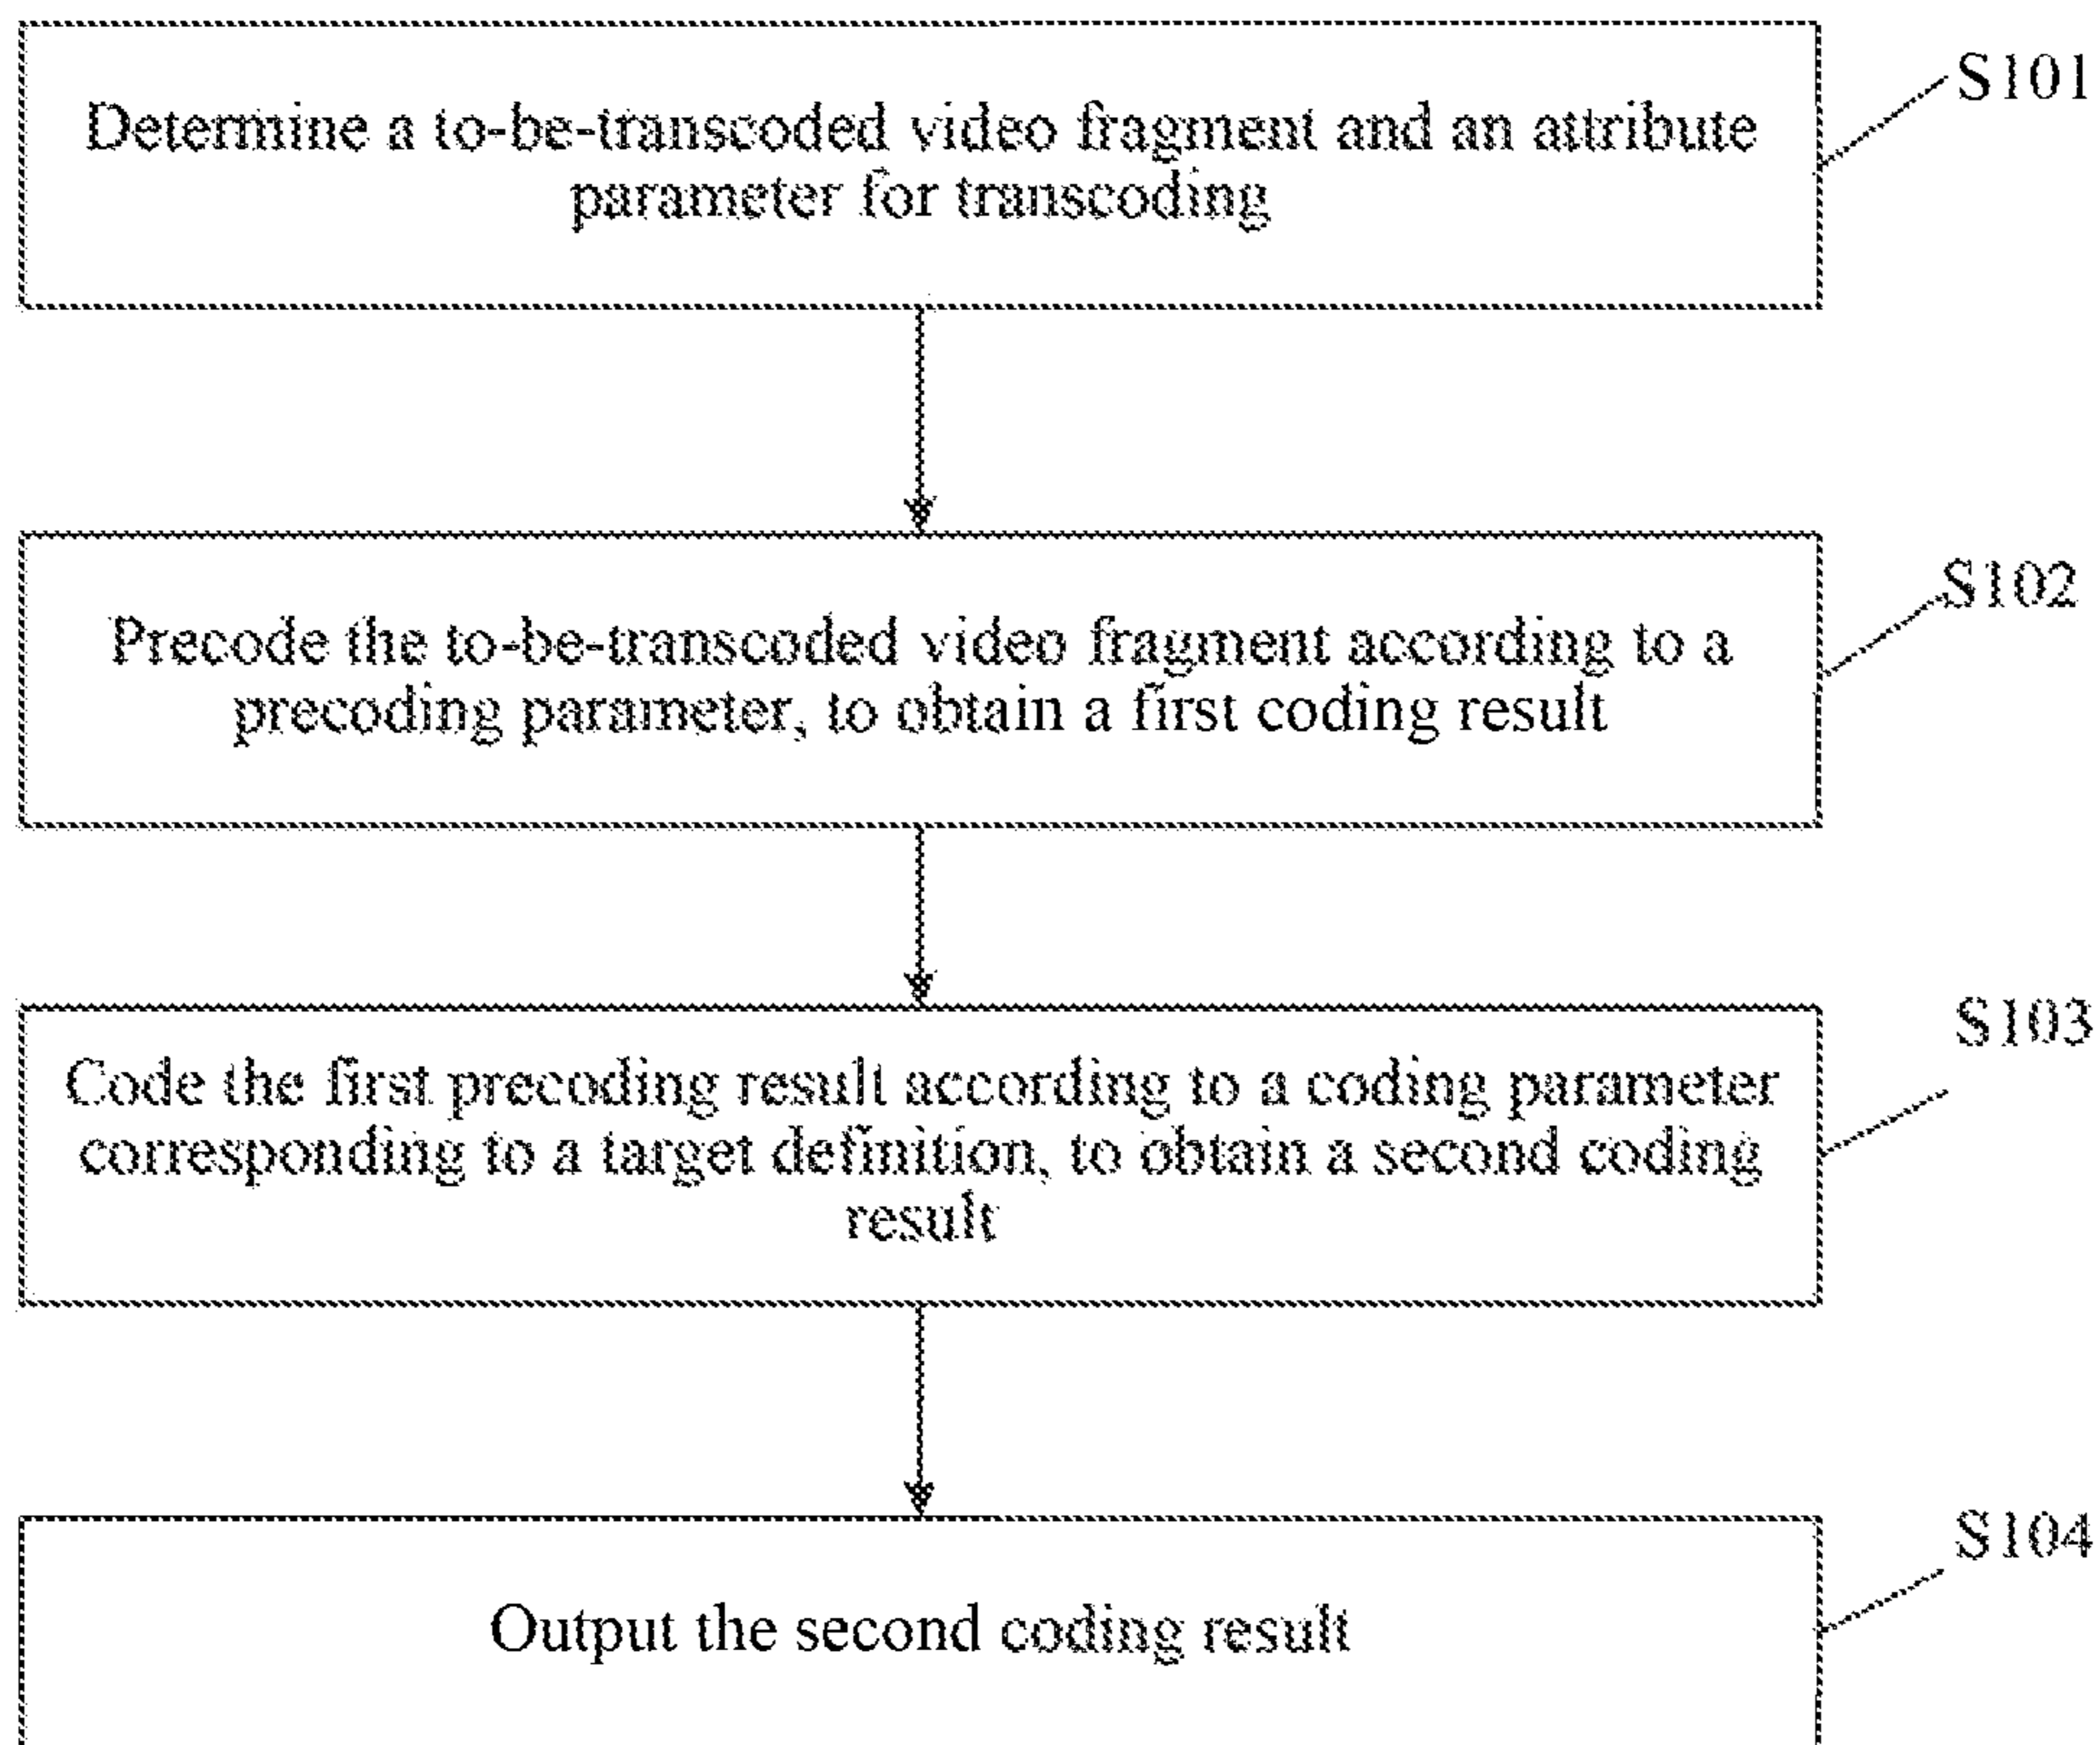 S101
Determine a to-be-transcoded video fragment and an attribute
parameter for transcoding
S102
Precode the to-be-transcoded video fragment according to a
precoding parameter, to obtain a first coding result
S103
Code the first precoding result according to a coding parameter
corresponding to a target definition, to obtain a second coding
result
S104
Output the second coding result